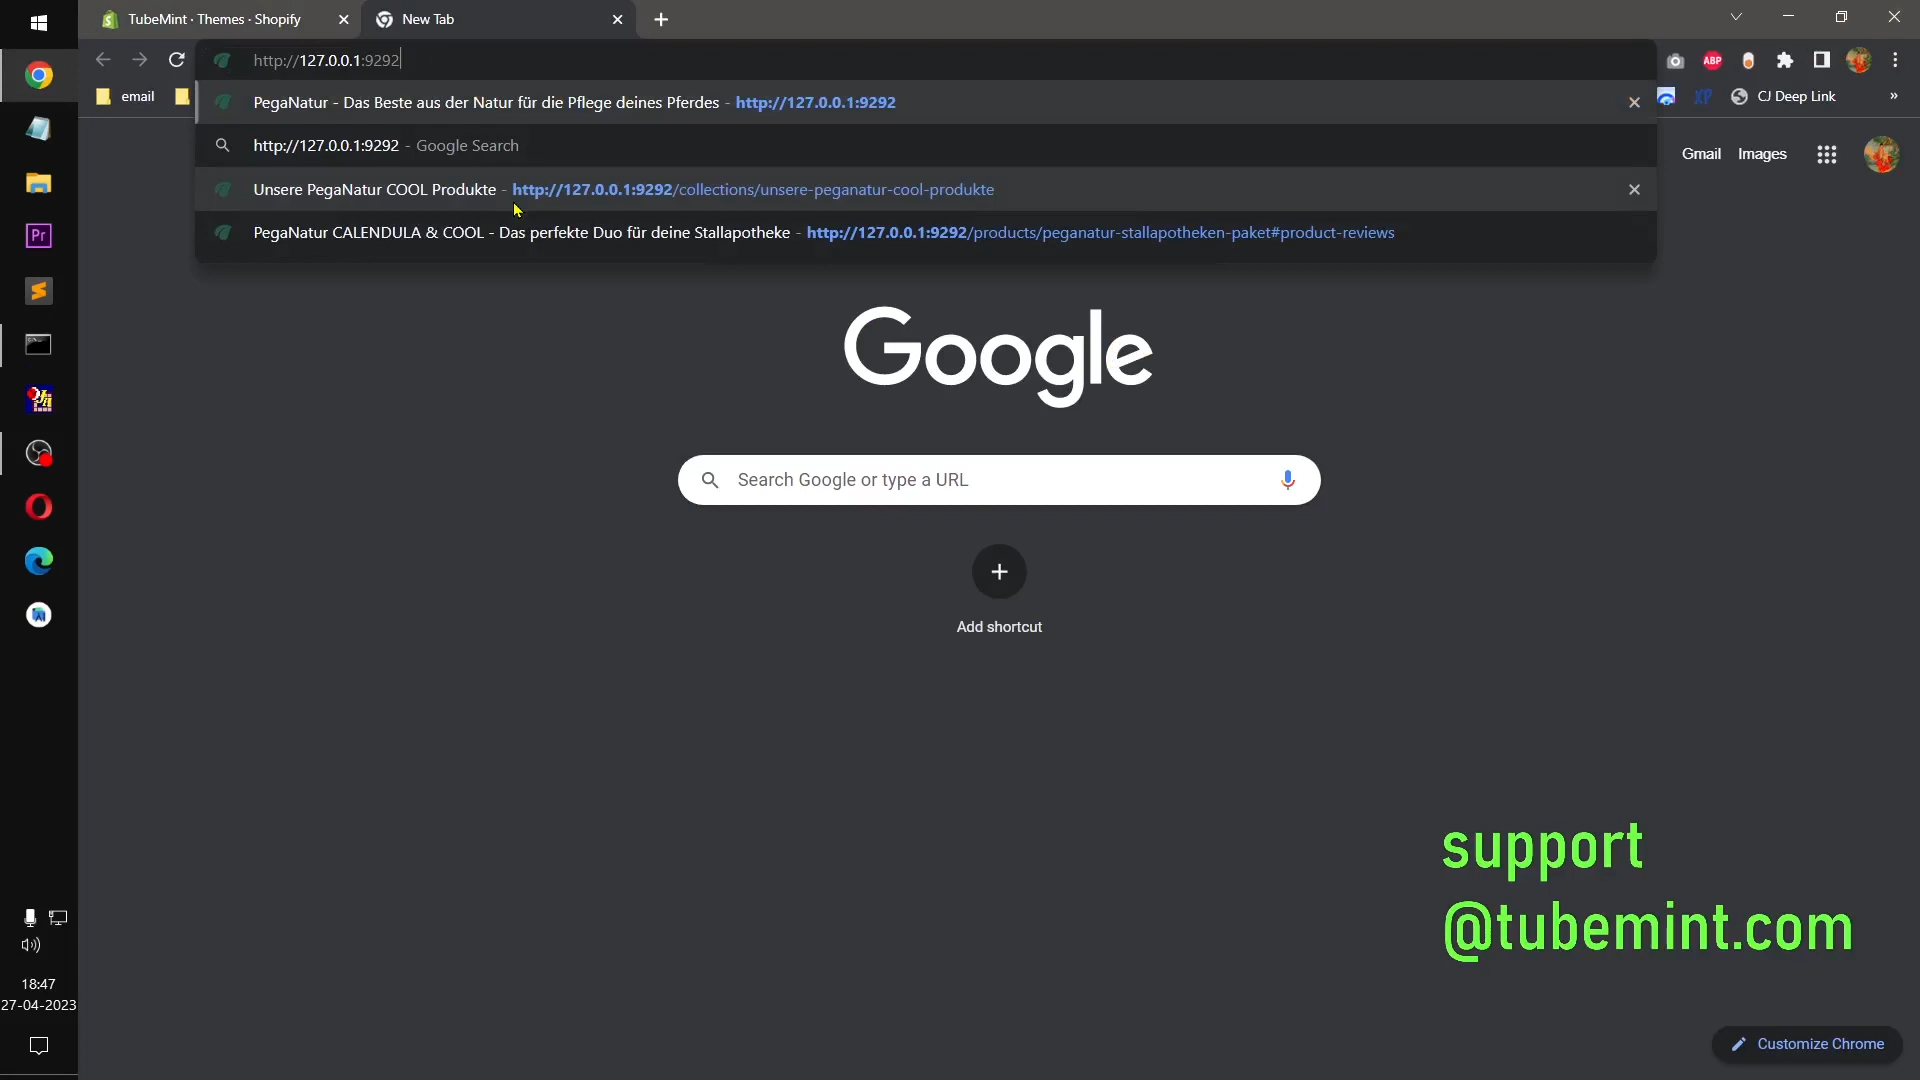 TubeMint · Themes · Shopify
New Tab
http://127.0.0.1:9292
ABP
email
XP
CJ Deep Link
»
PegaNatur - Das Beste aus der Natur für die Pflege deines Pferdes - http://127.0.0.1:9292
http://127.0.0.1:9292 - Google Search
Gmail Images
Unsere PegaNatur COOL Produkte - http://127.0.0.1:9292/collections/unsere-peganatur-cool-produkte
PegaNatur CALENDULA & COOL - Das perfekte Duo für deine Stallapotheke - http://127.0.0.1:9292/products/peganatur-stallapotheken-paket#product-reviews
Pr
Google
Search Google or type a URL
Add shortcut
support
@tubemint.com
18:47
27-04-2023
Customize Chrome